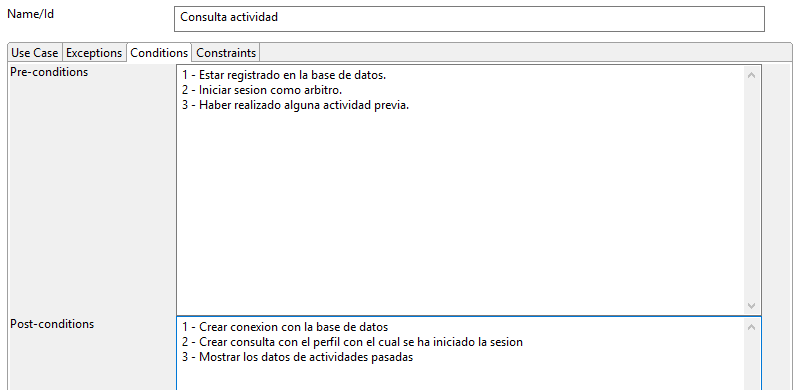 Name/Id
Consulta actividad
Use Case Exceptions Conditions Constraints
Pre-conditions
1 - Estar registrado en la base de datos.
2 - Iniciar sesion como arbitro.
3 - Haber realizado alguna actividad previa.
Post-conditions
1 - Crear conexion con la base de datos
2 - Crear consulta con el perfil con el cual se ha iniciado la sesion
3 - Mostrar los datos de actividades pasadas